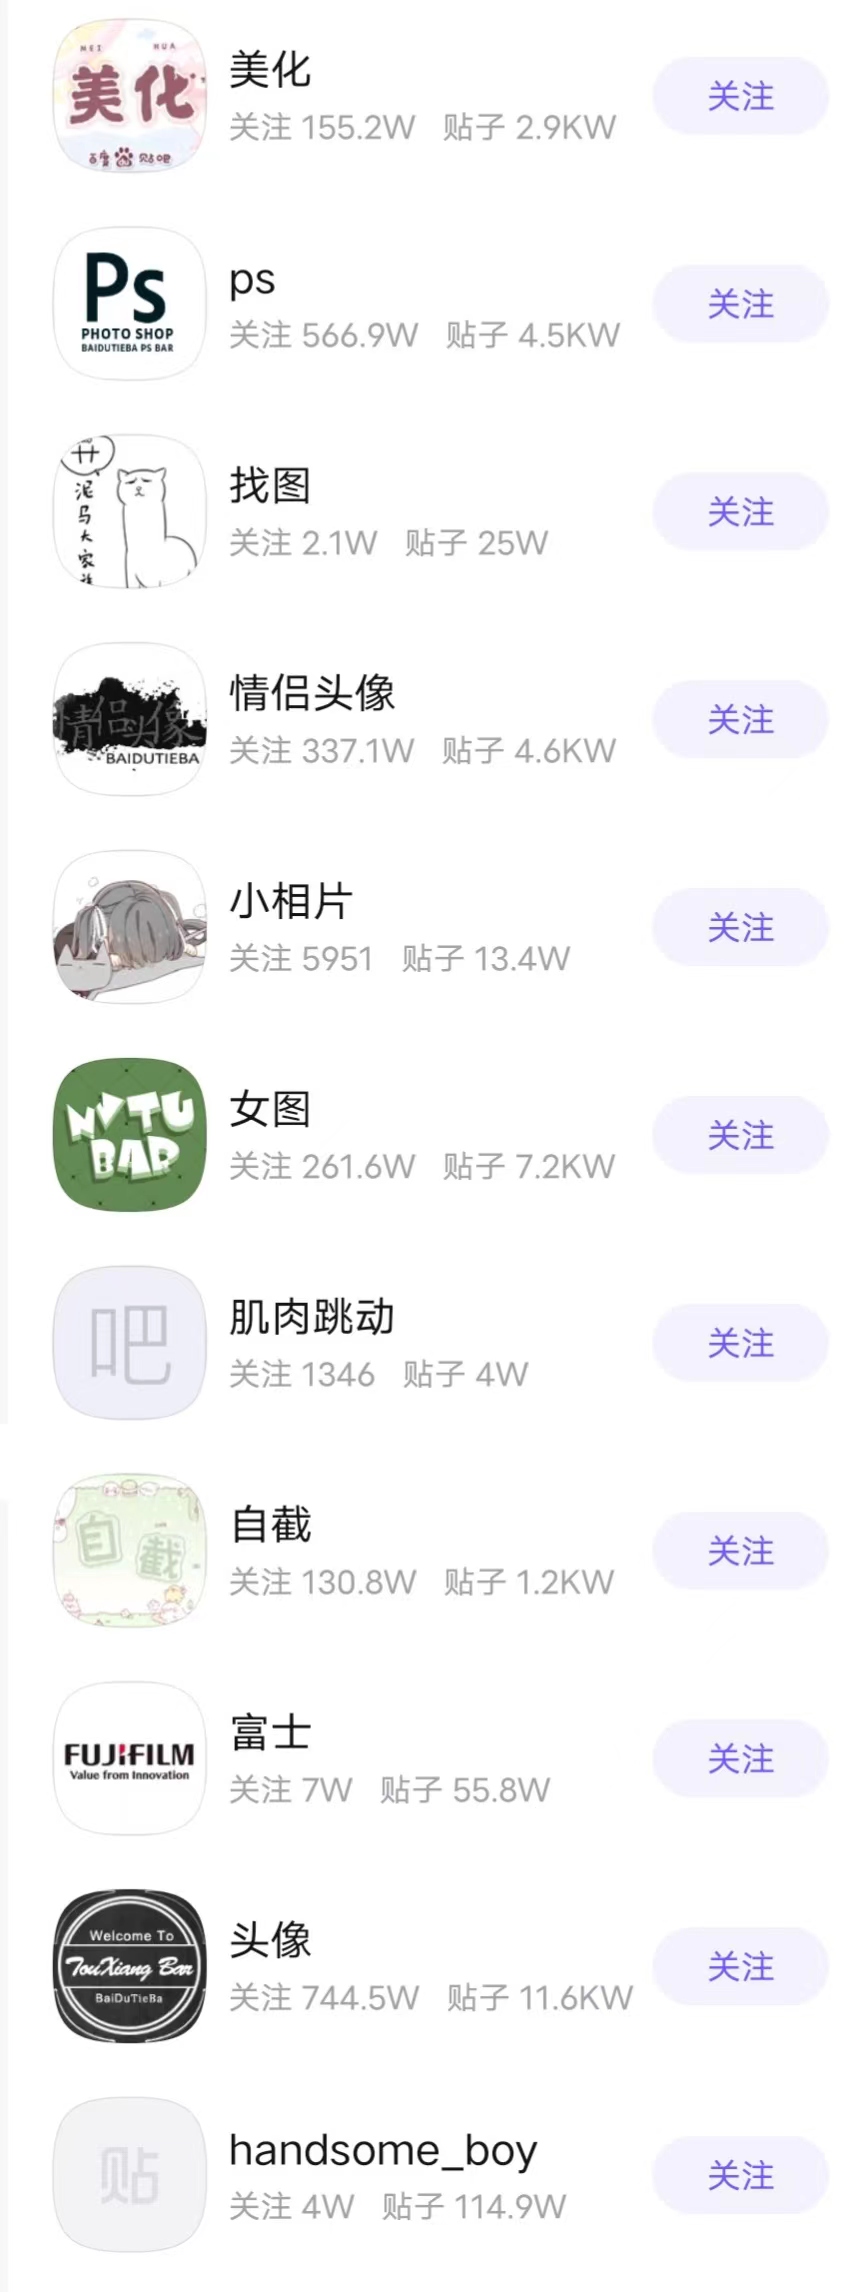 MEI HUA
美化
百度 贴吧
美化
关注 155.2W 贴子 2.9KW
关注
Ps
PHOTO SHOP
BAIDUTIEBA PS BAR
ps
关注 566.9W 贴子 4.5KW
关注
泥马大家
找图
关注 2.1W 贴子 25W
关注
情侣头像
BAIDUTIEBA
情侣头像
关注 337.1W 贴子 4.6KW
关注
小相片
关注 5951 贴子 13.4W
关注
NVTU
BAR
女图
关注 261.6W 贴子 7.2KW
关注
吧
肌肉跳动
关注 1346 贴子 4W
关注
自截
自截
关注 130.8W 贴子 1.2KW
关注
FUJIFILM
Value from Innovation
富士
关注 7W 贴子 55.8W
关注
Welcome To
TouXiang Bar
BaiDuTieBa
头像
关注 744.5W 贴子 11.6KW
关注
贴
handsome_boy
关注 4W 贴子 114.9W
关注